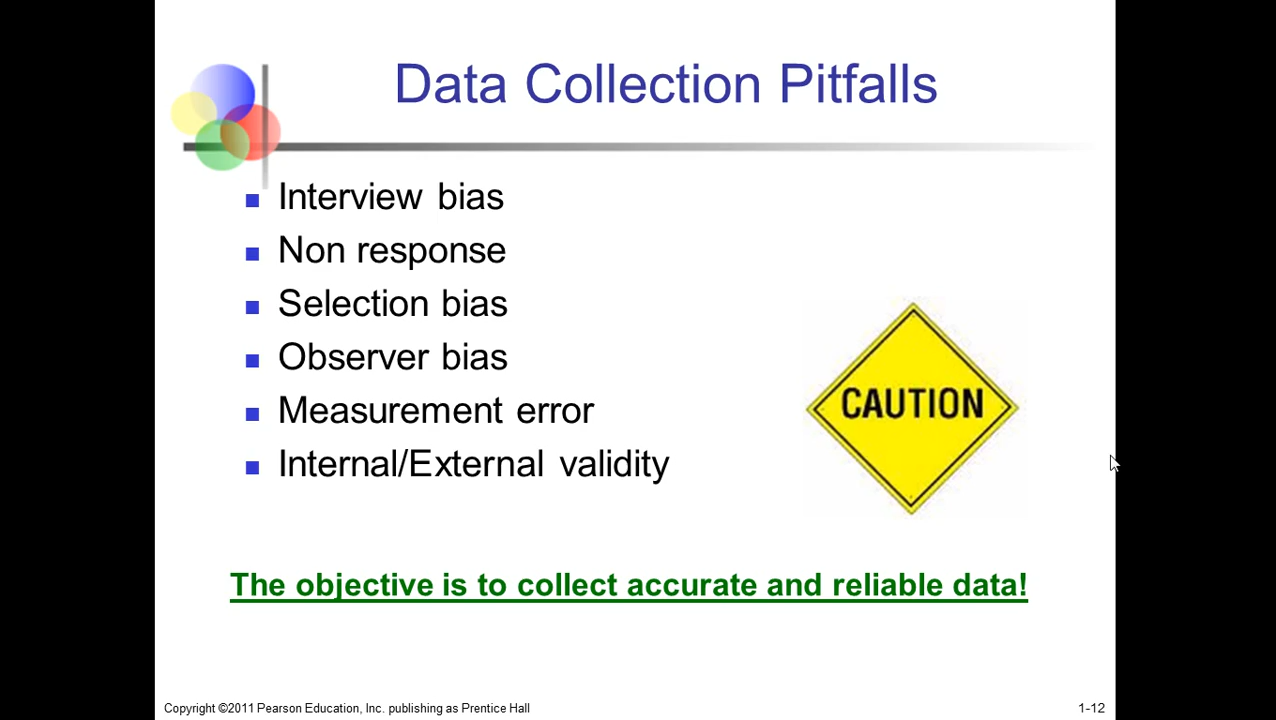 Data Collection Pitfalls
Interview bias
Non response
Selection bias
Observer bias
Measurement error
Internal/External validity
CAUTION
The objective is to collect accurate and reliable data!
Copyright ©2011 Pearson Education, Inc. publishing as Prentice Hall
1-12